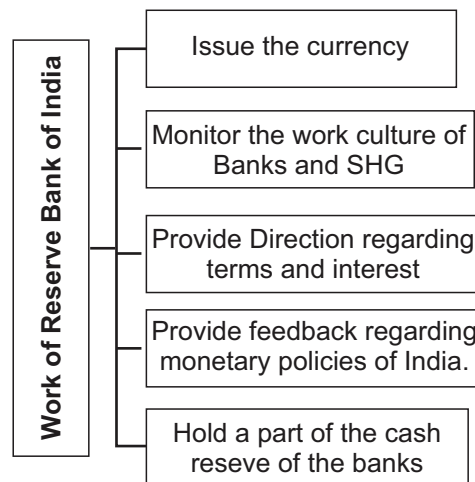 Work of Reserve Bank of India
Issue the currency
Monitor the work culture of
Banks and SHG
Provide Direction regarding
terms and interest
Provide feedback regarding
monetary policies of India.
Hold a part of the cash
reseve of the banks